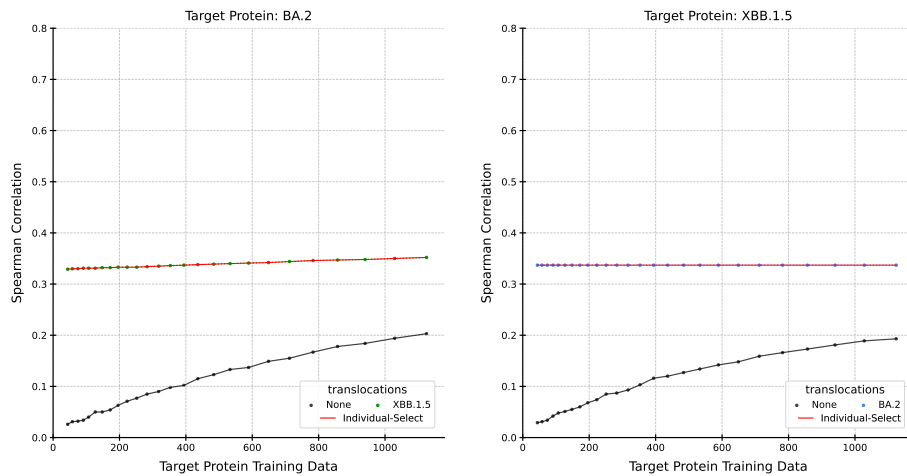 Target Protein: BA.2
0.8
0.7
0.6
0.5
0.4
0.3
0.2
0.1
0.0
Spearman Correlation
0 200 400 600 800 1000
Target Protein Training Data
translocations
None XBB.1.5
Individual-Select
Target Protein: XBB.1.5
0.8
0.7
0.6
0.5
0.4
0.3
0.2
0.1
0.0
Spearman Correlation
0 200 400 600 800 1000
Target Protein Training Data
translocations
None BA.2
Individual-Select